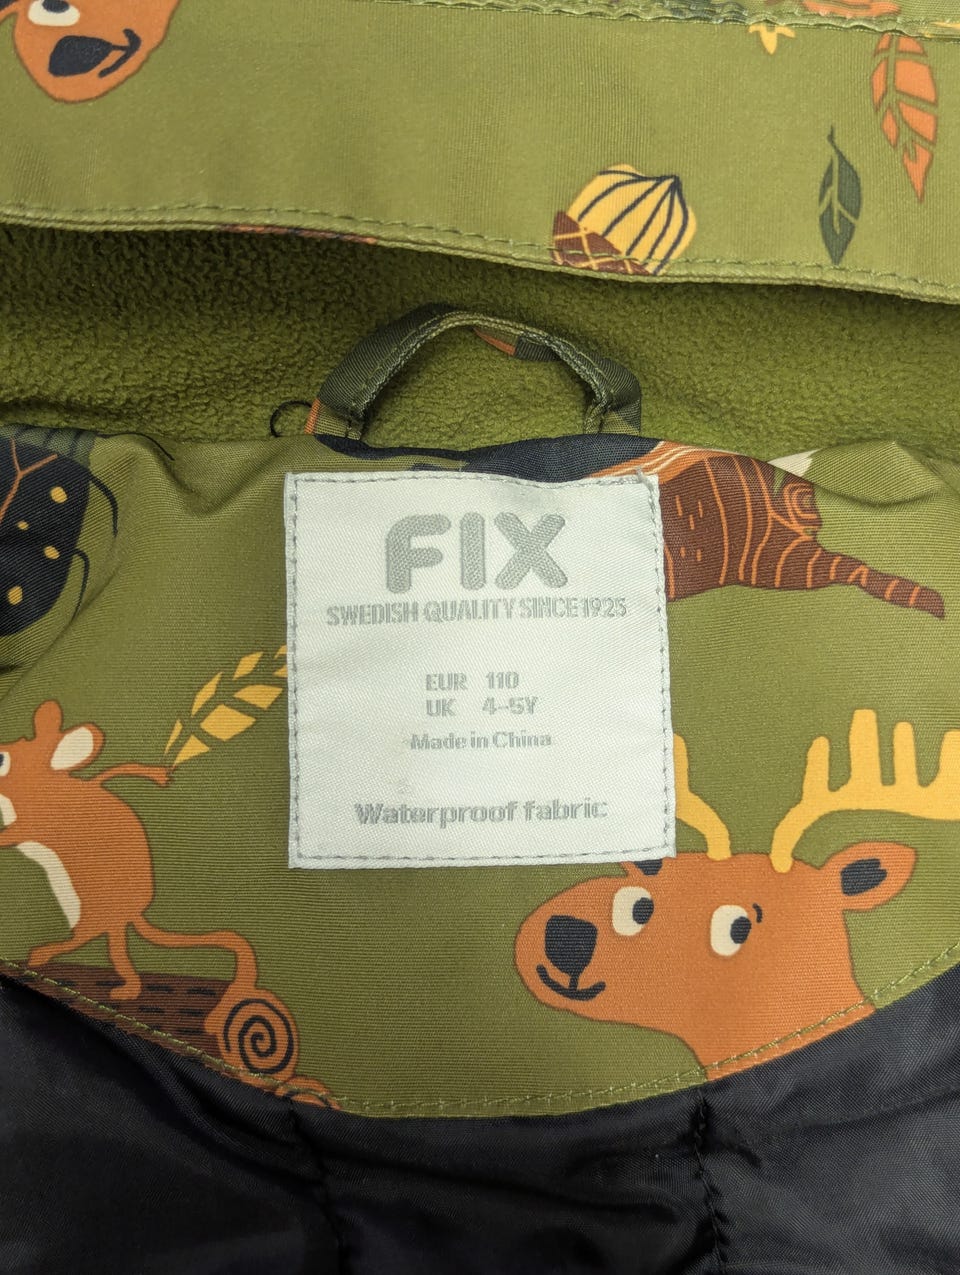 FIX
SWEDISH QUALITY SINCE 1925
EUR 110
UK 4-5Y
Made in China
Waterproof fabric